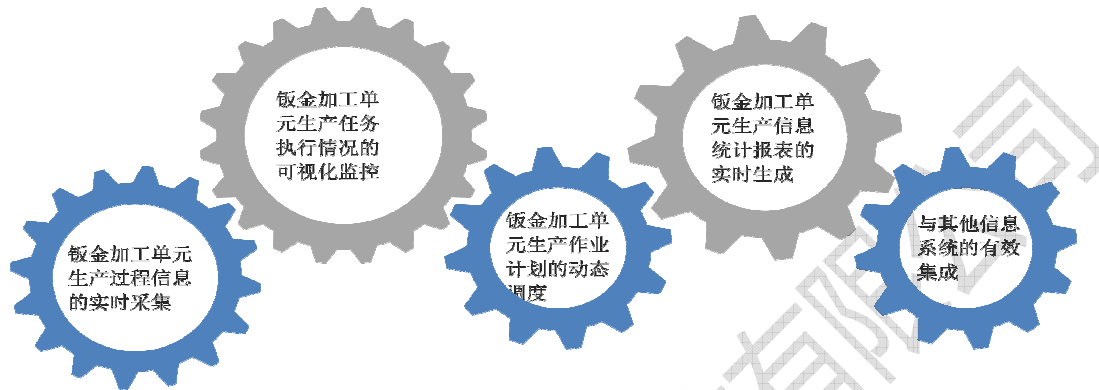 钣金加工单
元生产任务
执行情况的
可视化监控
钣金加工单
元生产信息
统计报表的
实时生成
钣金加工单元
生产过程信息
的实时采集
钣金加工单
元生产作业
计划的动态
调度
与其他信息
系统的有效
集成
有限公司